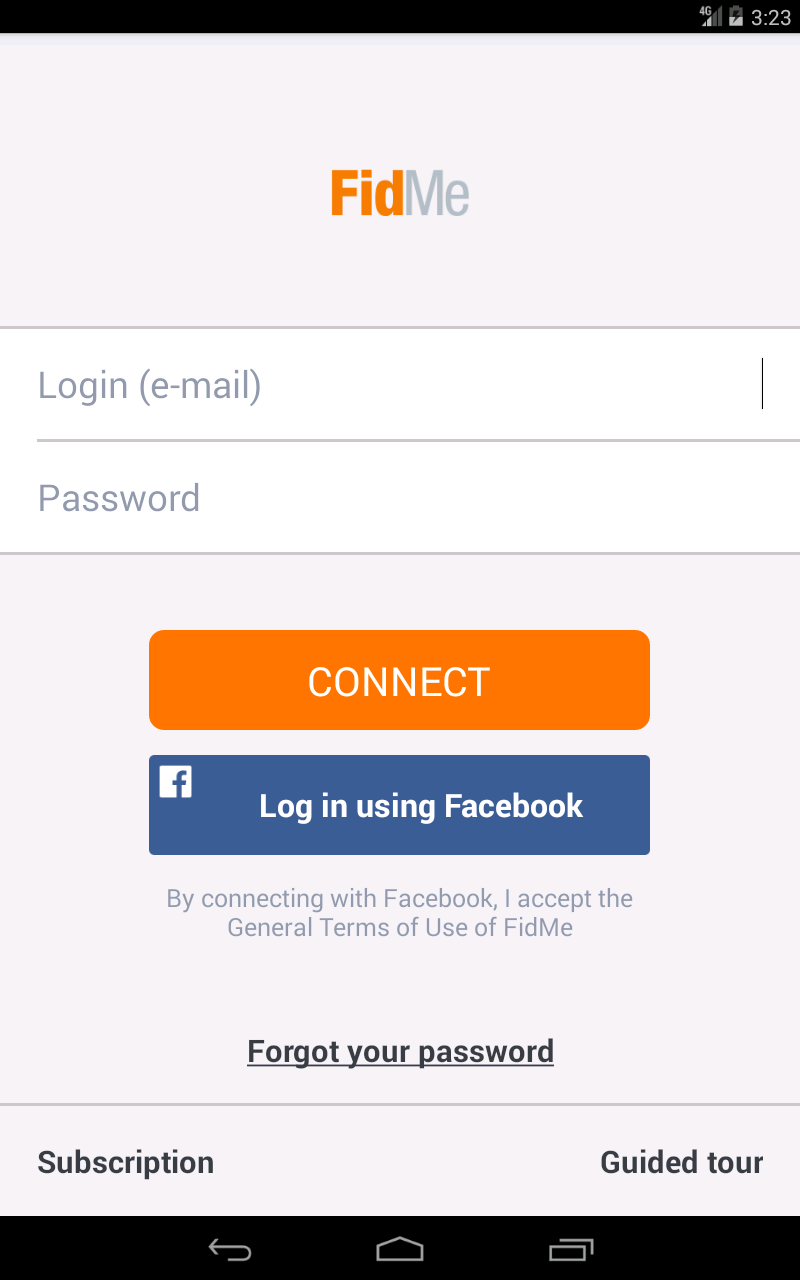 4G 3:23
FidMe
Login (e-mail)
Password
CONNECT
Log in using Facebook
By connecting with Facebook, I accept the
General Terms of Use of FidMe
Forgot your password
Subscription Guided tour